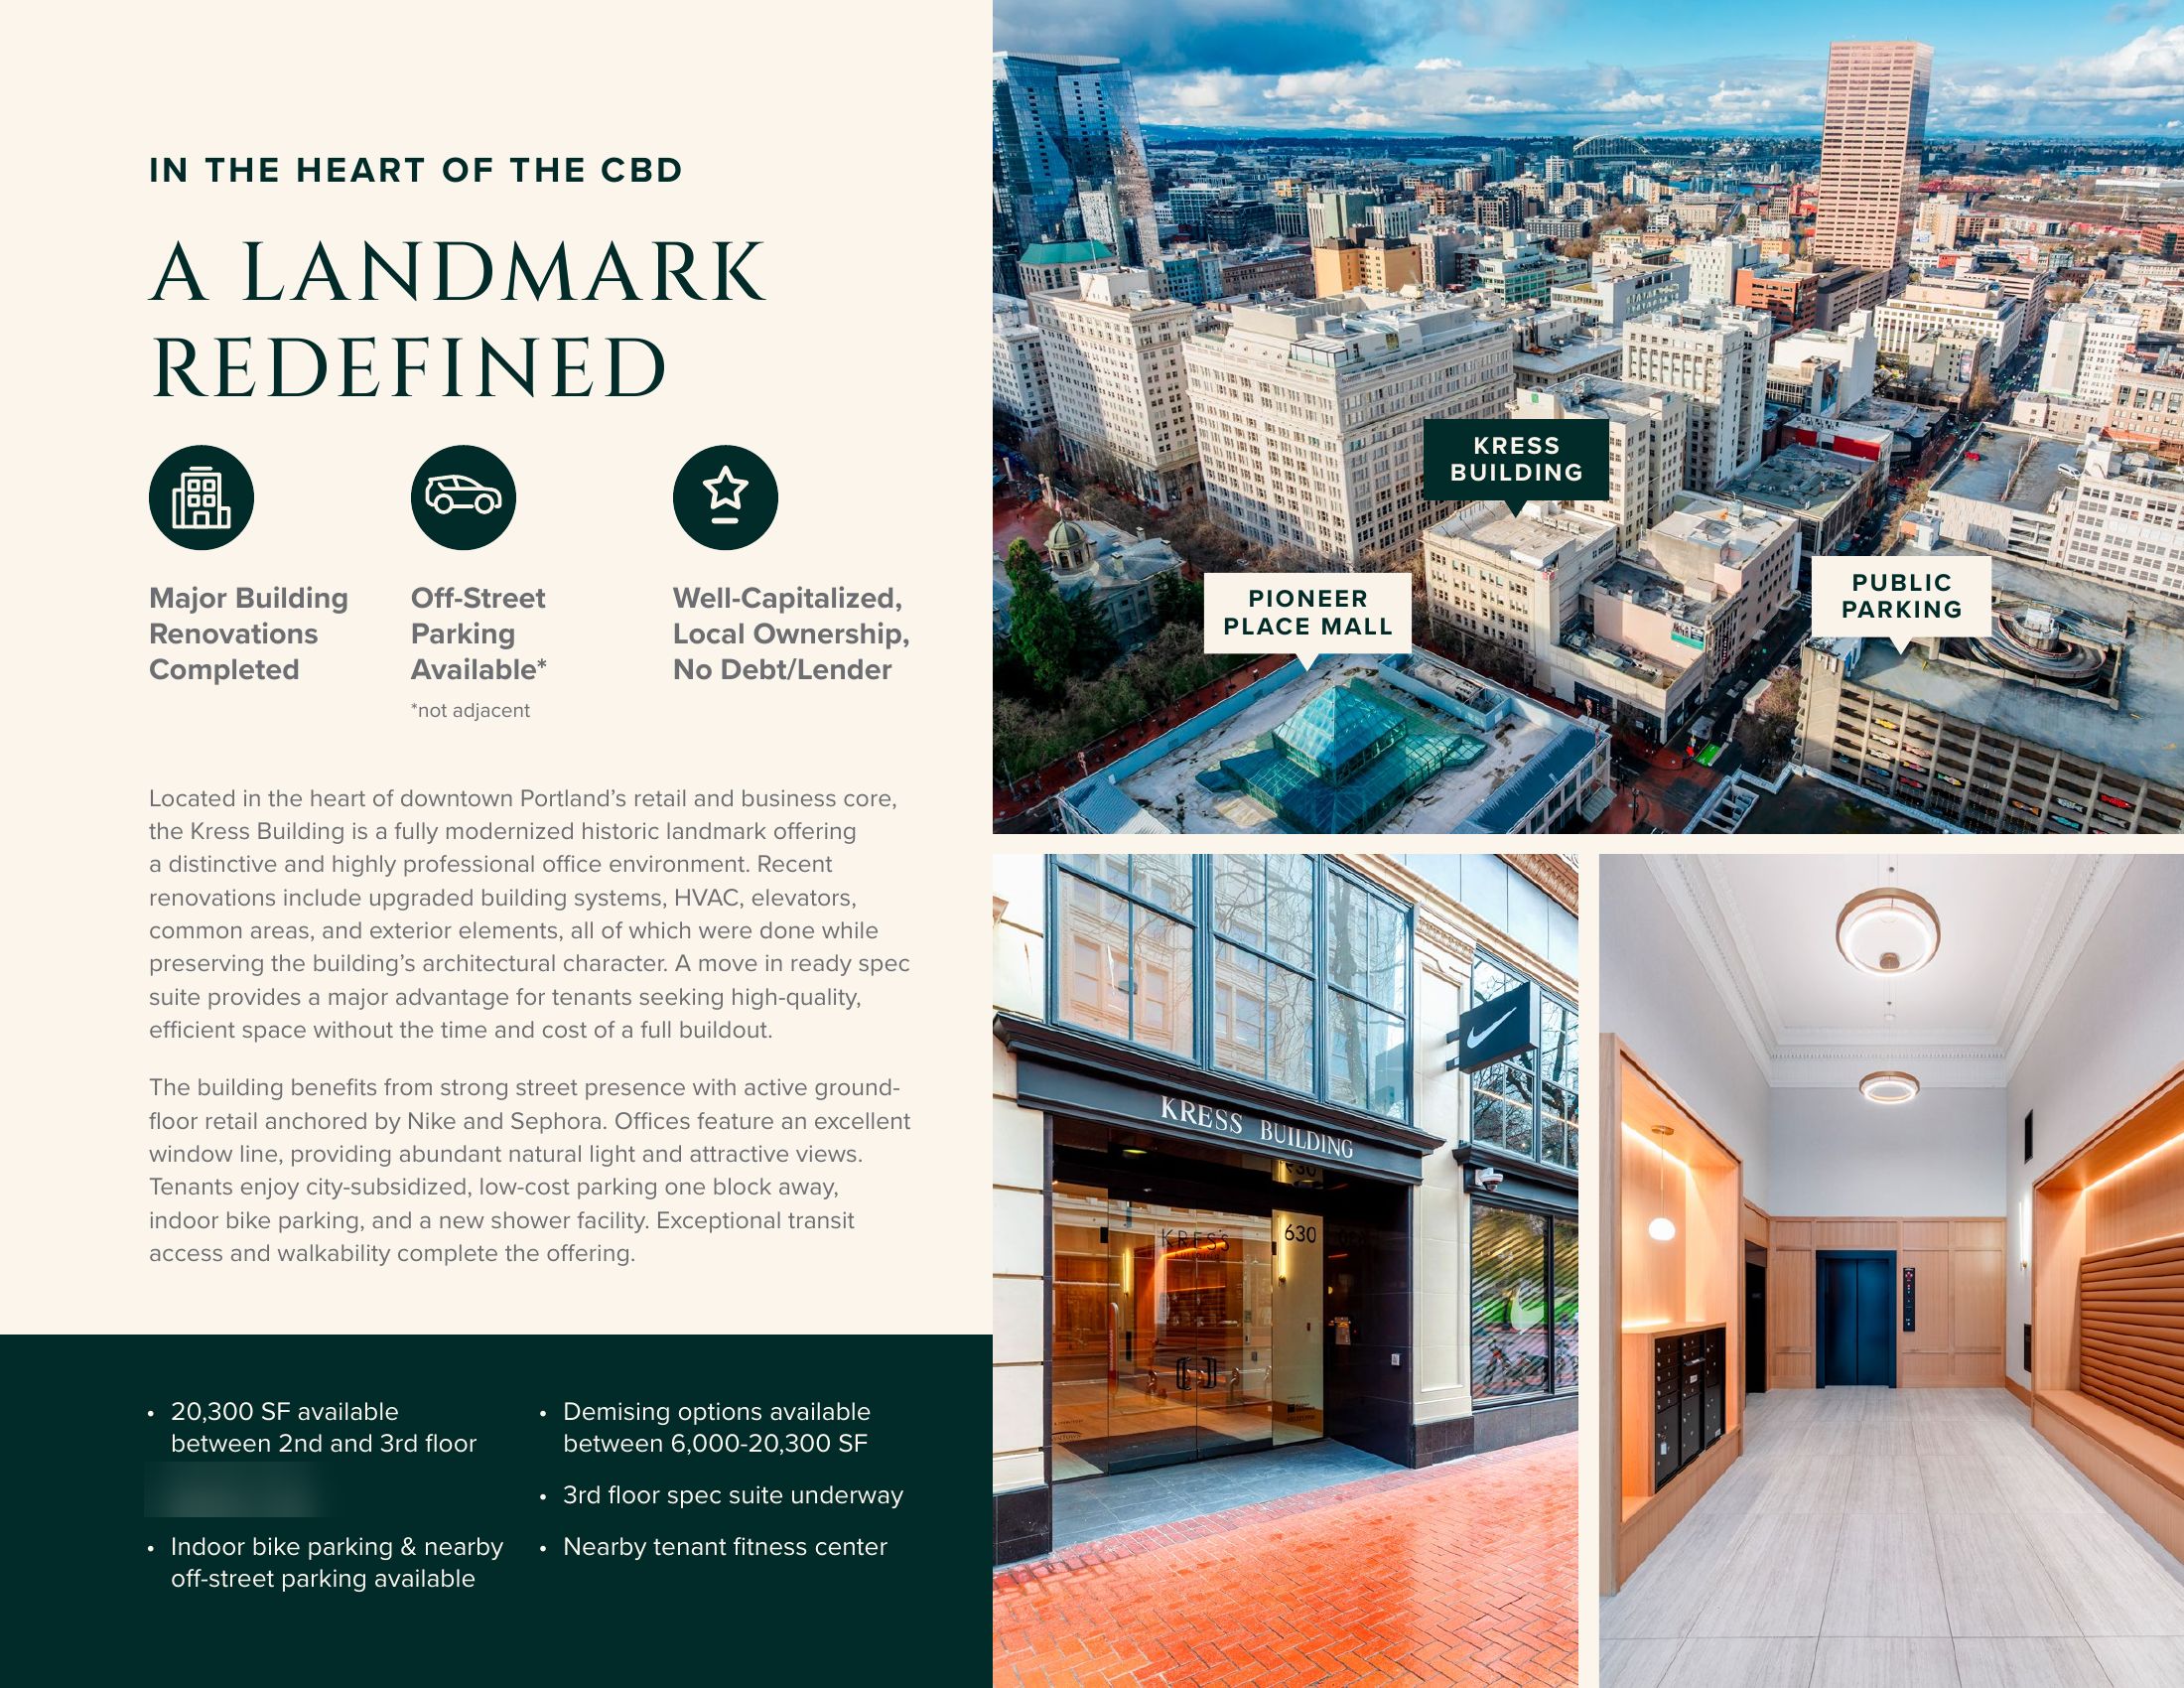 IN THE HEART OF THE CBD
A LANDMARK
REDEFINED
Major Building
Renovations
Completed
Off-Street
Parking
Available*
*not adjacent
Well-Capitalized,
Local Ownership,
No Debt/Lender
Located in the heart of downtown Portland’s retail and business core,
the Kress Building is a fully modernized historic landmark offering
a distinctive and highly professional office environment. Recent
renovations include upgraded building systems, HVAC, elevators,
common areas, and exterior elements, all of which were done while
preserving the building’s architectural character. A move in ready spec
suite provides a major advantage for tenants seeking high-quality,
efficient space without the time and cost of a full buildout.
The building benefits from strong street presence with active ground-
floor retail anchored by Nike and Sephora. Offices feature an excellent
window line, providing abundant natural light and attractive views.
Tenants enjoy city-subsidized, low-cost parking one block away,
indoor bike parking, and a new shower facility. Exceptional transit
access and walkability complete the offering.
• 20,300 SF available
between 2nd and 3rd floor
• Indoor bike parking & nearby
off-street parking available
• Demising options available
between 6,000-20,300 SF
• 3rd floor spec suite underway
• Nearby tenant fitness center
KRESS
BUILDING
PIONEER
PLACE MALL
PUBLIC
PARKING
KRESS BUILDING
KRESS
630